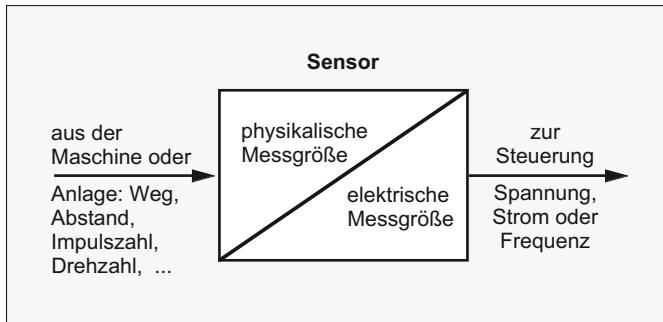 Sensor
aus der
Maschine oder
Anlage: Weg,
Abstand,
Impulszahl,
Drehzahl, ...
physikalische
Messgröße
elektrische
Messgröße
zur
Steuerung
Spannung,
Strom oder
Frequenz